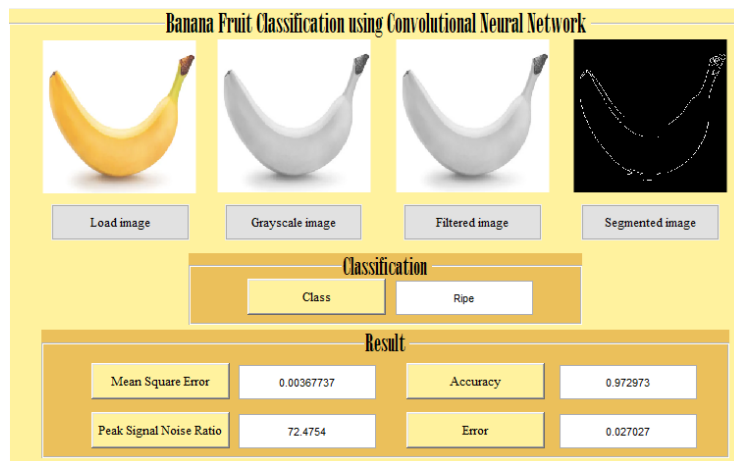 Banana Fruit Classification using Convolutional Neural Network
Load image
Grayscale image
Filtered image
Segmented image
Classification
Class
Ripe
Result
Mean Square Error
0.00367737
Accuracy
0.972973
Peak Signal Noise Ratio
72.4754
Error
0.027027